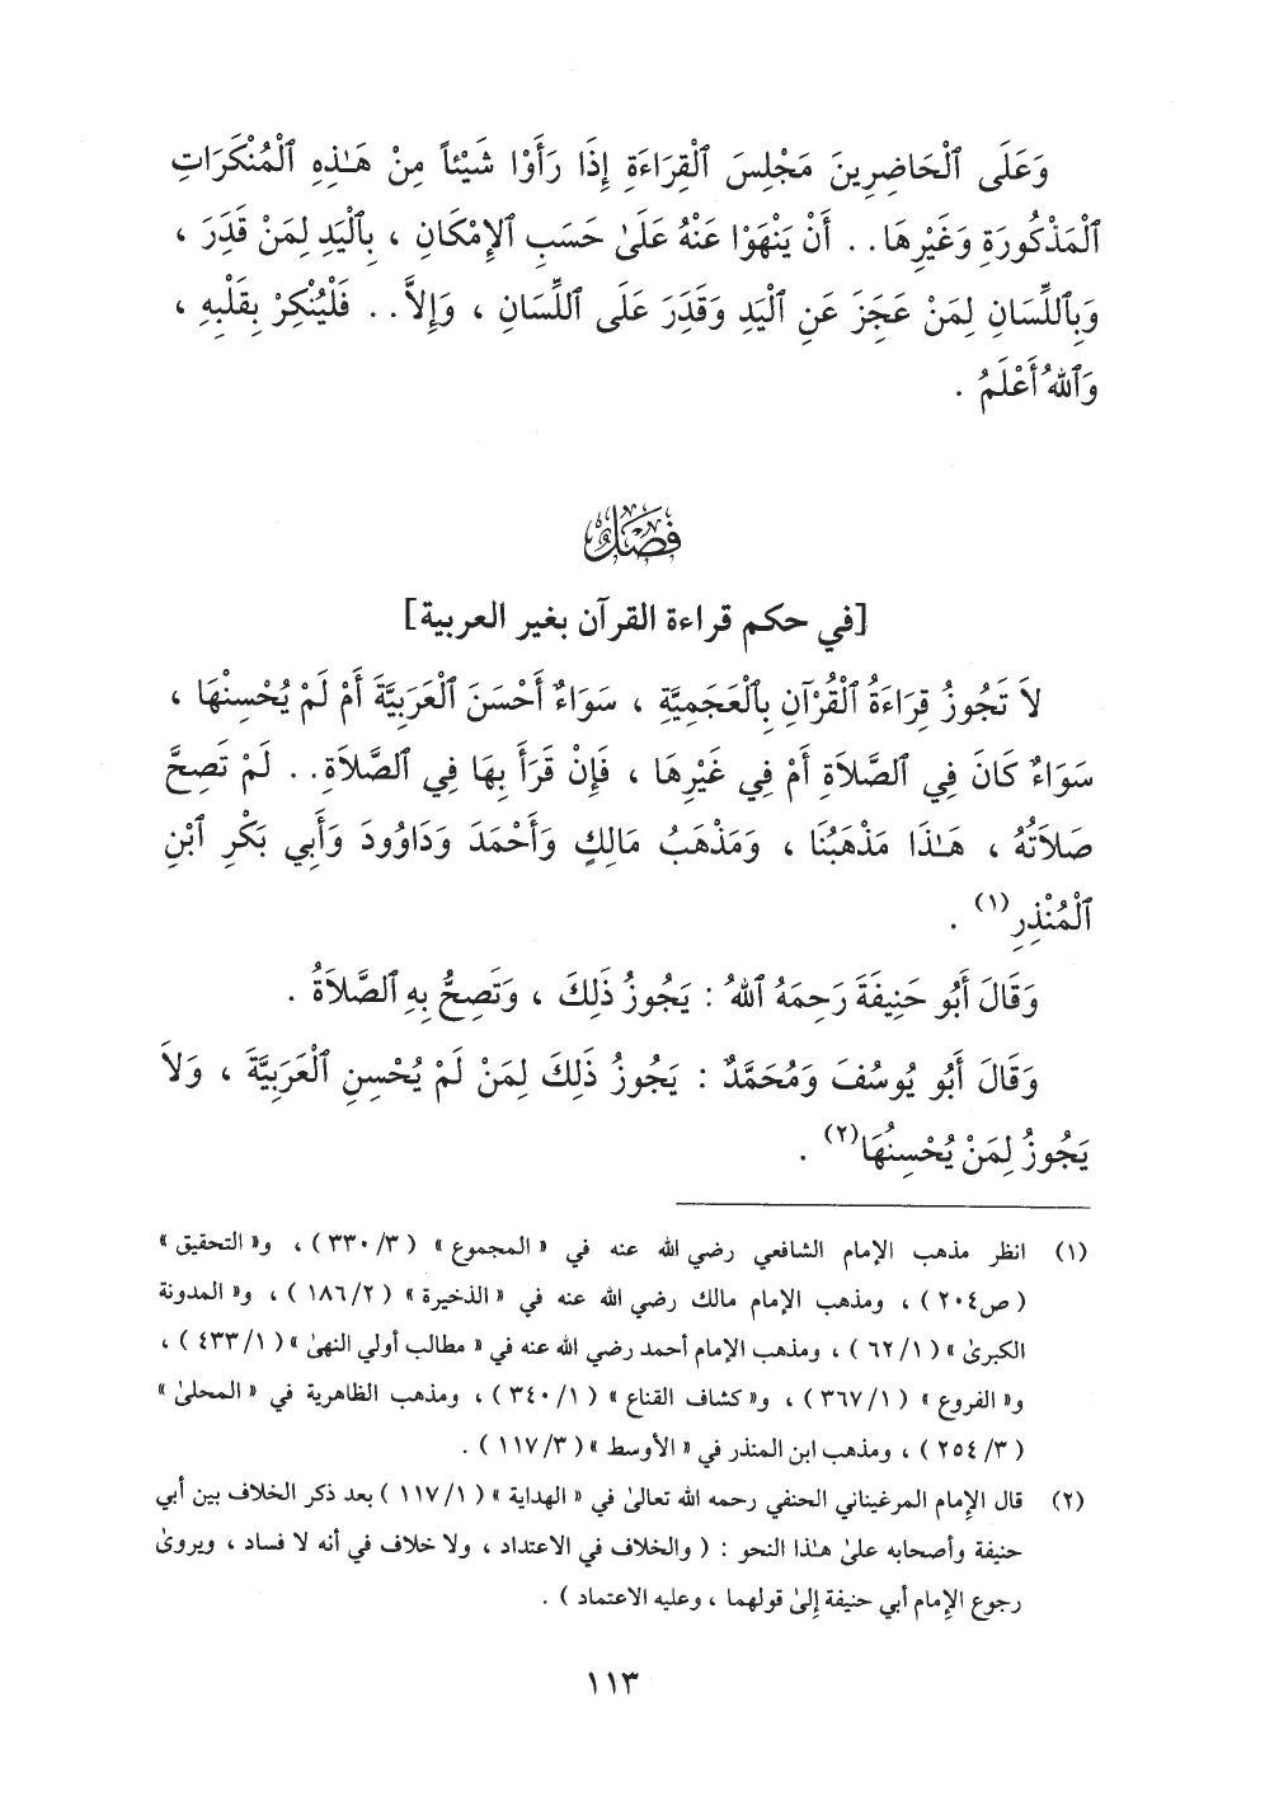 وَعَلَى ٱلْحَاضِرِينَ مَجْلِسَ ٱلْقِرَاءَةِ إِذَا رَأَوْا شَيْئاً مِنْ هَـٰذِهِ ٱلْمُنْكَرَاتِ
ٱلْمَذْكُورَةِ وَغَيْرِهَا . . أَنْ يَنْهَوْا عَنْهُ عَلَىٰ حَسَبِ ٱلإِمْكَانِ ، بِٱلْيَدِ لِمَنْ قَدَرَ ،
وَبِٱللِّسَانِ لِمَنْ عَجَزَ عَنِ ٱلْيَدِ وَقَدَرَ عَلَى ٱللِّسَانِ ، وَإِلاَّ . . فَلْيُنْكِرْ بِقَلْبِهِ ،
وَٱللهُ أَعْلَمُ .
فَصْلٌ
[في حكم قراءة القرآن بغير العربية]
لاَ تَجُوزُ قِرَاءَةُ ٱلْقُرْآنِ بِٱلْعَجَمِيَّةِ ، سَوَاءٌ أَحْسَنَ ٱلْعَرَبِيَّةَ أَمْ لَمْ يُحْسِنْهَا ،
سَوَاءٌ كَانَ فِي ٱلصَّلاَةِ أَمْ فِي غَيْرِهَا ، فَإِنْ قَرَأَ بِهَا فِي ٱلصَّلاَةِ . . لَمْ تَصِحَّ
صَلاَتُهُ ، هَـٰذَا مَذْهَبُنَا ، وَمَذْهَبُ مَالِكٍ وَأَحْمَدَ وَدَاوُودَ وَأَبِي بَكْرِ ٱبْنِ
ٱلْمُنْذِرِ(١) .
وَقَالَ أَبُو حَنِيفَةَ رَحِمَهُ ٱللهُ : يَجُوزُ ذَلِكَ ، وَتَصِحُّ بِهِ ٱلصَّلاَةُ .
وَقَالَ أَبُو يُوسُفَ وَمُحَمَّدٌ : يَجُوزُ ذَلِكَ لِمَنْ لَمْ يُحْسِنِ ٱلْعَرَبِيَّةَ ، وَلاَ
يَجُوزُ لِمَنْ يُحْسِنُهَا(٢) .
(١) انظر مذهب الإمام الشافعي رضي الله عنه في « المجموع » ( ٣٣٠/٣ ) ، و« التحقيق »
( ص٢٠٤ ) ، ومذهب الإمام مالك رضي الله عنه في « الذخيرة » ( ١٨٦/٢ ) ، و« المدونة
الكبرىٰ » ( ٦٢/١ ) ، ومذهب الإمام أحمد رضي الله عنه في « مطالب أولي النهىٰ » ( ٤٣٣/١ ) ،
و« الفروع » ( ٣٦٧/١ ) ، و« كشاف القناع » ( ٣٤٠/١ ) ، ومذهب الظاهرية في « المحلىٰ »
( ٢٥٤/٣ ) ، ومذهب ابن المنذر في « الأوسط » ( ١١٧/٣ ) .
(٢) قال الإمام المرغيناني الحنفي رحمه الله تعالىٰ في « الهداية » ( ١١٧/١ ) بعد ذكر الخلاف بين أبي
حنيفة وأصحابه علىٰ هـٰذا النحو : ( والخلاف في الاعتداد ، ولا خلاف في أنه لا فساد ، ويروىٰ
رجوع الإمام أبي حنيفة إلىٰ قولهما ، وعليه الاعتماد ) .
١١٣